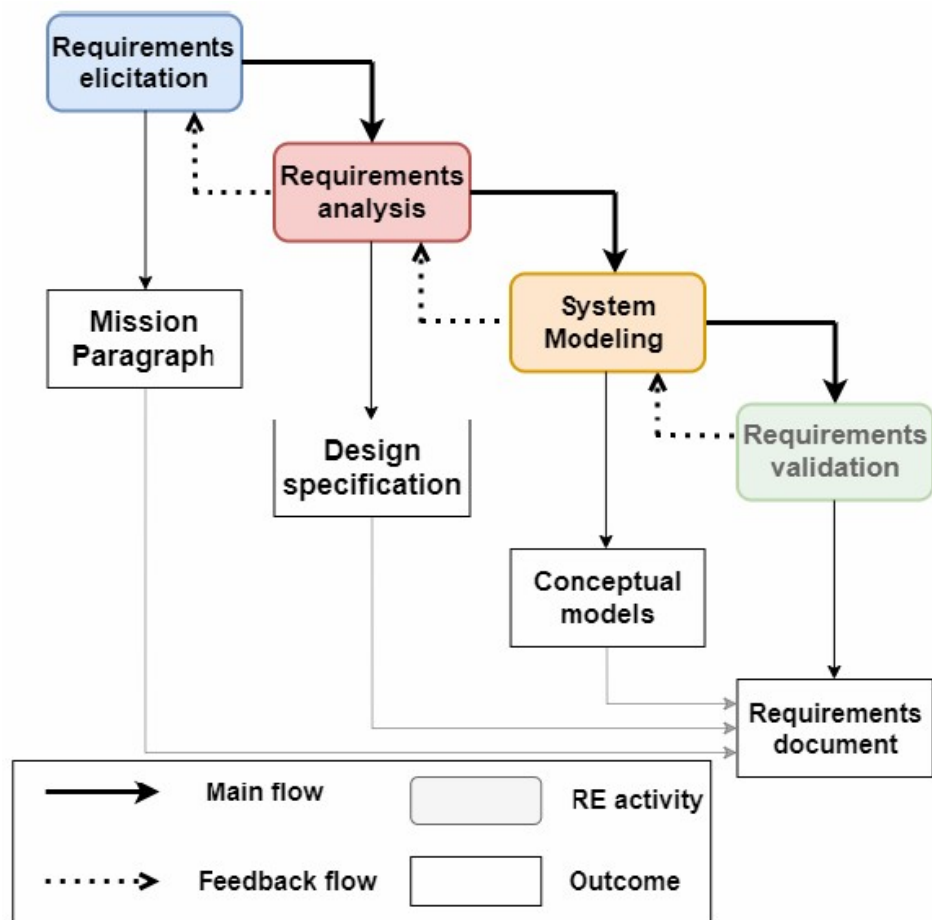 Requirements
elicitation
Requirements
analysis
System
Modeling
Requirements
validation
Mission
Paragraph
Design
specification
Conceptual
models
Requirements
document
Main flow
RE activity
Feedback flow
Outcome